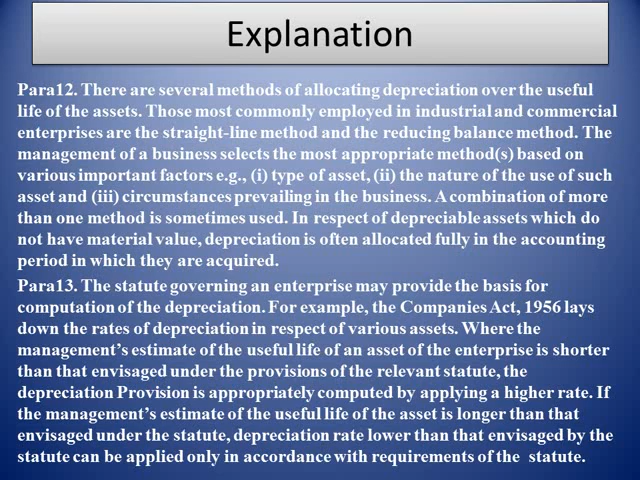 Explanation
Para12. There are several methods of allocating depreciation over the useful
life of the assets. Those most commonly employed in industrial and commercial
enterprises are the straight-line method and the reducing balance method. The
management of a business selects the most appropriate method(s) based on
various important factors e.g., (i) type of asset, (ii) the nature of the use of such
asset and (iii) circumstances prevailing in the business. A combination of more
than one method is sometimes used. In respect of depreciable assets which do
not have material value, depreciation is often allocated fully in the accounting
period in which they are acquired.
Para13. The statute governing an enterprise may provide the basis for
computation of the depreciation. For example, the Companies Act, 1956 lays
down the rates of depreciation in respect of various assets. Where the
management's estimate of the useful life of an asset of the enterprise is shorter
than that envisaged under the provisions of the relevant statute, the
depreciation Provision is appropriately computed by applying a higher rate. If
the management's estimate of the useful life of the asset is longer than that
envisaged under the statute, depreciation rate lower than that envisaged by the
statute can be applied only in accordance with requirements of the statute.